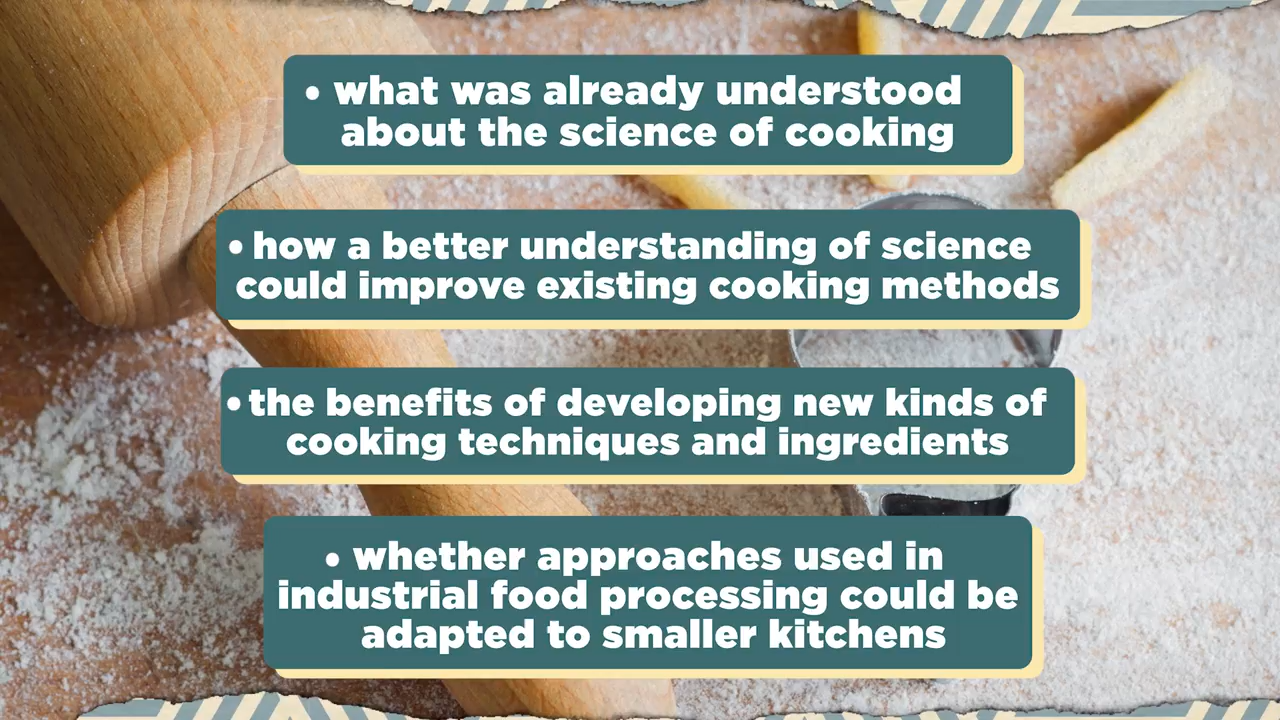 • what was already understood
about the science of cooking
• how a better understanding of science
could improve existing cooking methods
• the benefits of developing new kinds of
cooking techniques and ingredients
• whether approaches used in
industrial food processing could be
adapted to smaller kitchens